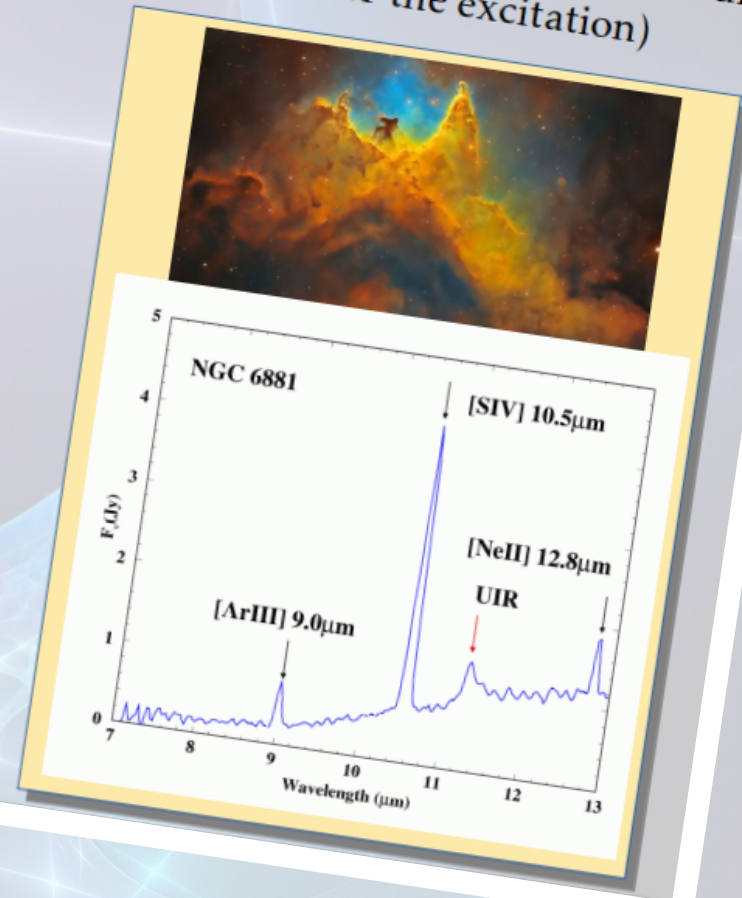 the excitation)
5
NGC 6881
[SIV] 10.5μm
4
3
[NeII] 12.8μm
2
UIR
[ArIII] 9.0μm
1
0
Fν(Jy)
7 8 9 10 11 12 13
Wavelength (μm)